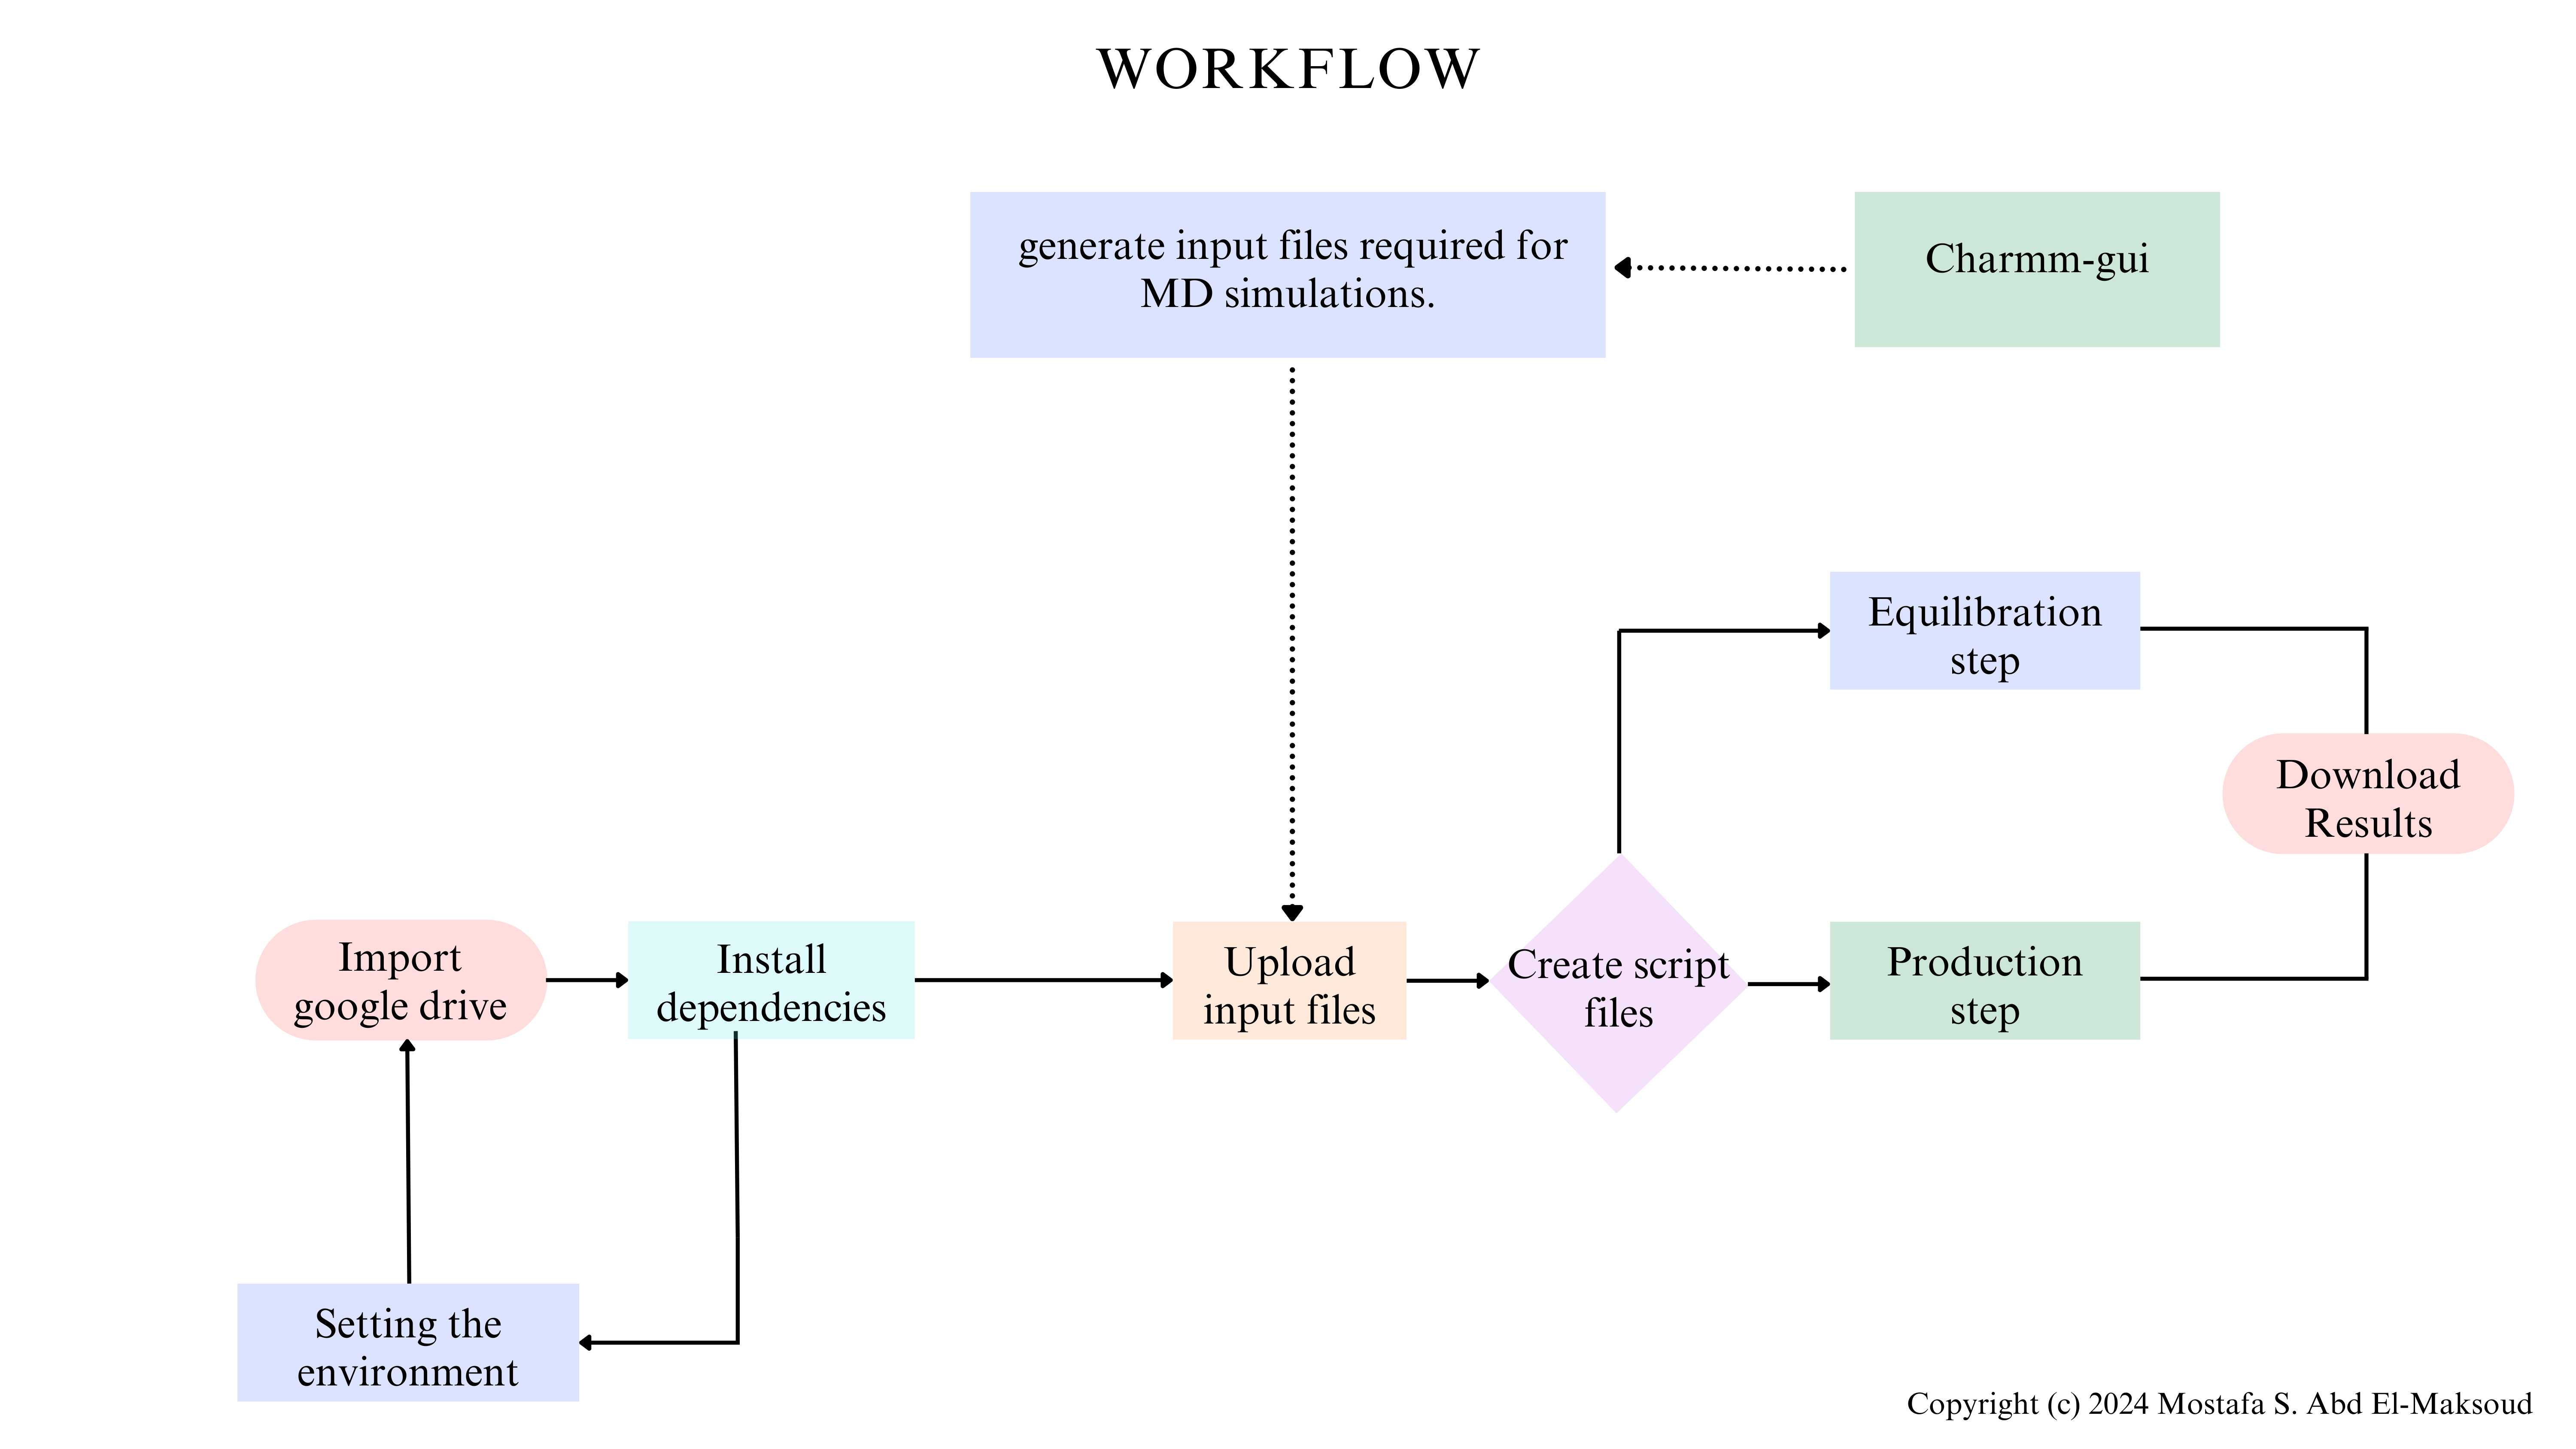 WORKFLOW
generate input files required for
MD simulations.
Charmm-gui
Equilibration
step
Download
Results
Import
google drive
Install
dependencies
Upload
input files
Create script
files
Production
step
Setting the
environment
Copyright (c) 2024 Mostafa S. Abd El-Maksoud